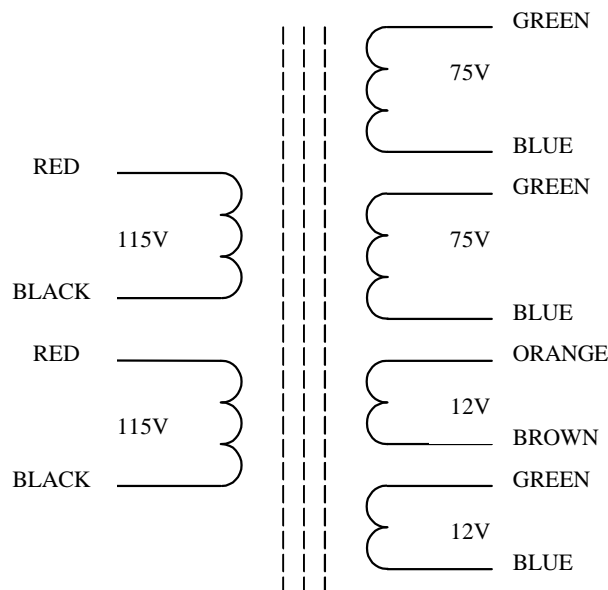 GREEN
75V
BLUE
RED
115V
BLACK
GREEN
75V
BLUE
RED
115V
BLACK
ORANGE
12V
BROWN
GREEN
12V
BLUE